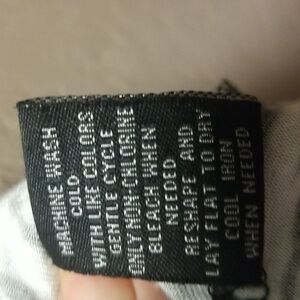 MACHINE WASH
COLD
WITH LIKE COLORS
GENTLE CYCLE
ONLY NON-CHLORINE
BLEACH WHEN
NEEDED
RESHAPE AND
LAY FLAT TO DRY
COOL IRON
WHEN NEEDED